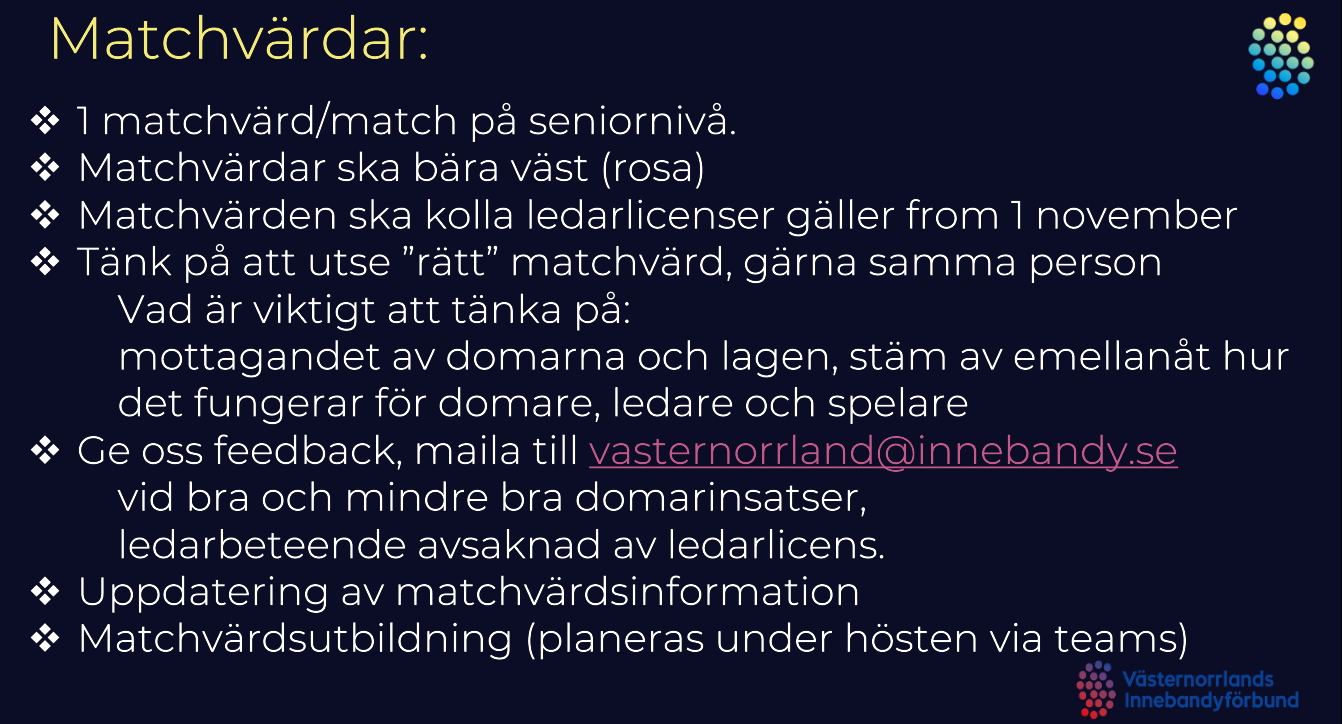 Matchvärdar:
❖ 1 matchvärd/match på seniornivå.
❖ Matchvärdar ska bära väst (rosa)
❖ Matchvärden ska kolla ledarlicenser gäller from 1 november
❖ Tänk på att utse ”rätt” matchvärd, gärna samma person
Vad är viktigt att tänka på:
mottagandet av domarna och lagen, stäm av emellanåt hur
det fungerar för domare, ledare och spelare
❖ Ge oss feedback, maila till vasternorrland@innebandy.se
vid bra och mindre bra domarinsatser,
ledarbeteende avsaknad av ledarlicens.
❖ Uppdatering av matchvärdsinformation
❖ Matchvärdsutbildning (planeras under hösten via teams)
Västernorrlands
Innebandyförbund